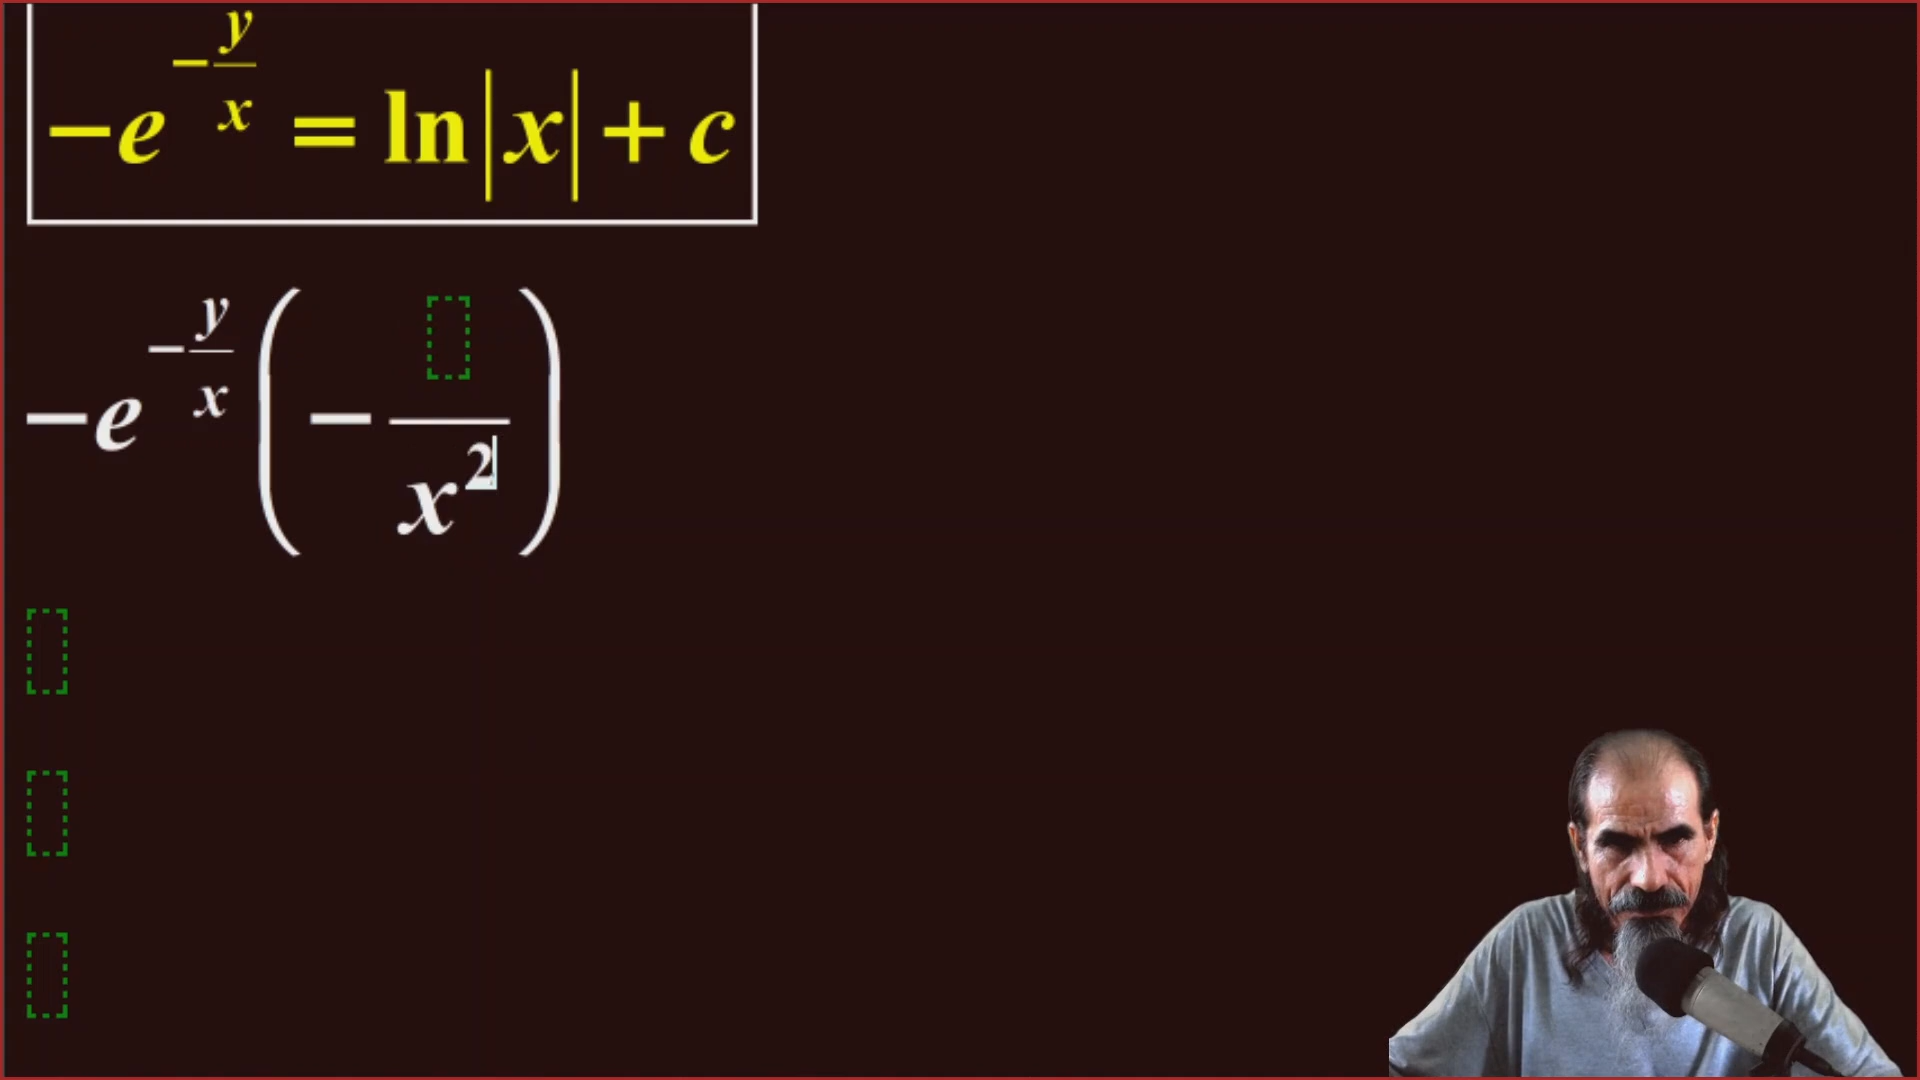 −e^{−y/x} = ln|x| + c
−e^{−y/x}(−▯/x²)